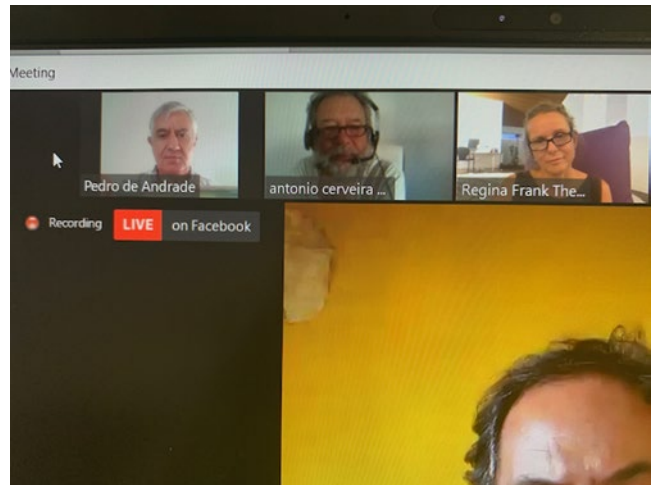 Meeting
Pedro de Andrade
antonio cerveira ...
Regina Frank The...
Recording
LIVE on Facebook